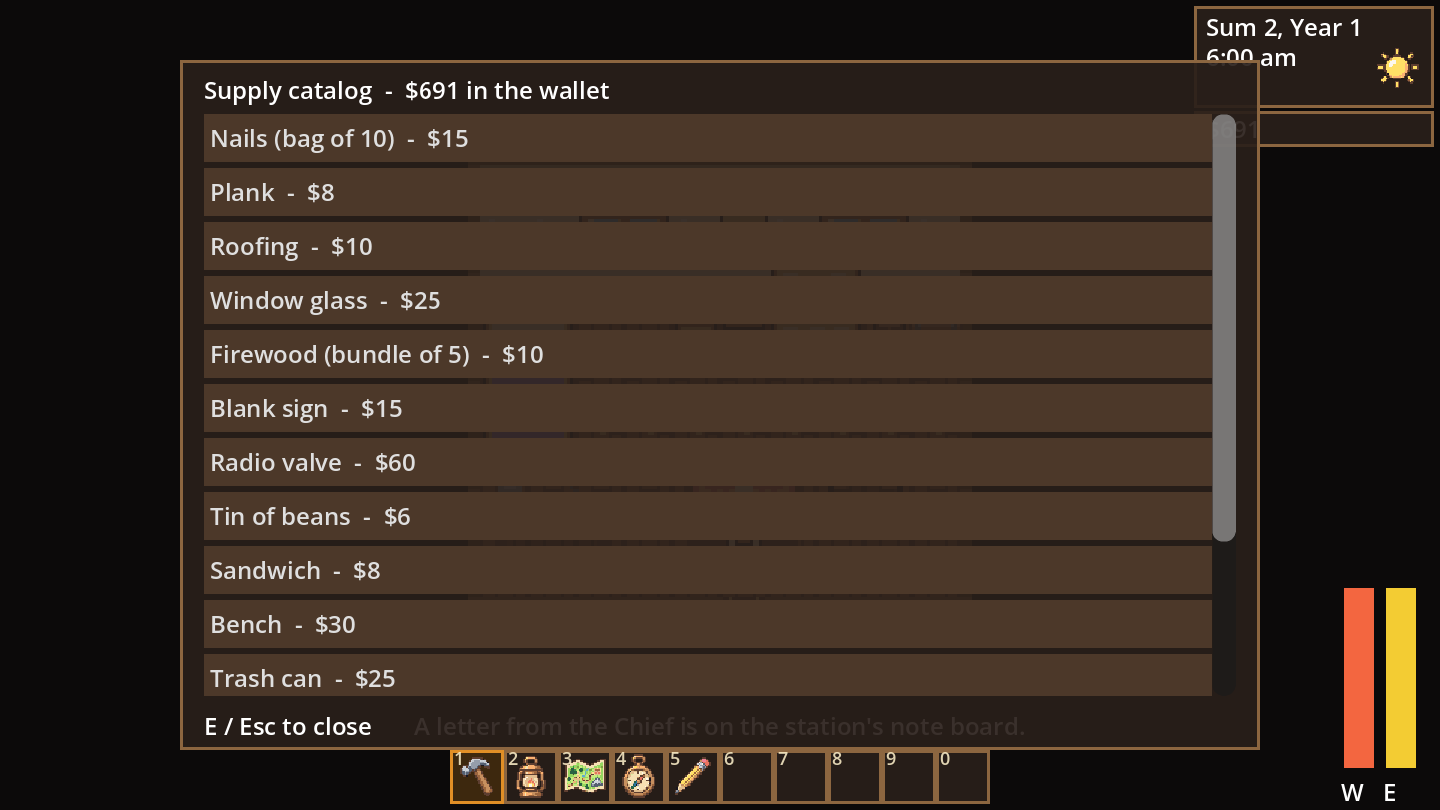 Sum 2, Year 1
6:00 am
Supply catalog - $691 in the wallet
Nails (bag of 10) - $15
Plank - $8
Roofing - $10
Window glass - $25
Firewood (bundle of 5) - $10
Blank sign - $15
Radio valve - $60
Tin of beans - $6
Sandwich - $8
Bench - $30
Trash can - $25
E / Esc to close
A letter from the Chief is on the station's note board.
1 2 3 4 5 6 7 8 9 0
W E